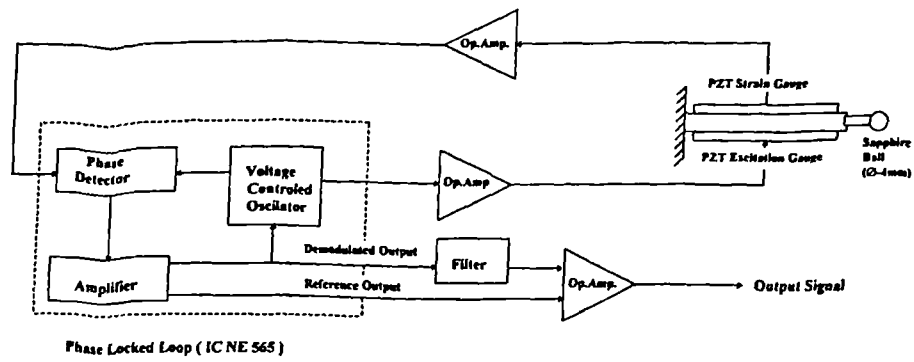 Op.Amp.
PZT Strain Gauge
PZT Excitation Gauge
Sapphire
Ball
(Ø-4mm)
Phase
Detector
Voltage
Controled
Oscilator
Op.Amp
Demodulated Output
Filter
Amplifier
Reference Output
Op.Amp.
Output Signal
Phase Locked Loop ( IC NE 565 )